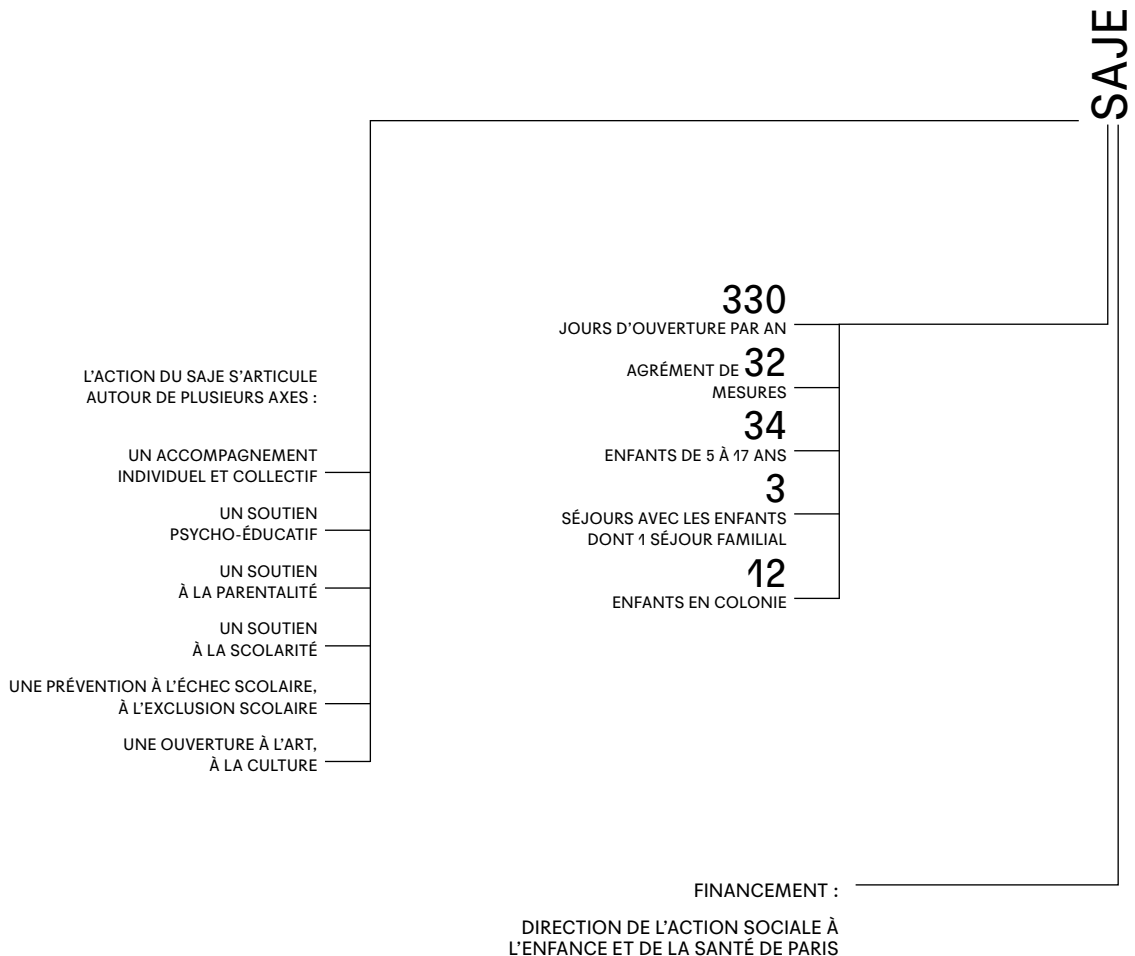 SAJE
L'ACTION DU SAJE S'ARTICULE
AUTOUR DE PLUSIEURS AXES :
UN ACCOMPAGNEMENT
INDIVIDUEL ET COLLECTIF
UN SOUTIEN
PSYCHO-ÉDUCATIF
UN SOUTIEN
À LA PARENTALITÉ
UN SOUTIEN
À LA SCOLARITÉ
UNE PRÉVENTION À L'ÉCHEC SCOLAIRE,
À L'EXCLUSION SCOLAIRE
UNE OUVERTURE À L'ART,
À LA CULTURE
330
JOURS D'OUVERTURE PAR AN
AGRÉMENT DE 32
MESURES
34
ENFANTS DE 5 À 17 ANS
3
SÉJOURS AVEC LES ENFANTS
DONT 1 SÉJOUR FAMILIAL
12
ENFANTS EN COLONIE
FINANCEMENT :
DIRECTION DE L'ACTION SOCIALE À
L'ENFANCE ET DE LA SANTÉ DE PARIS